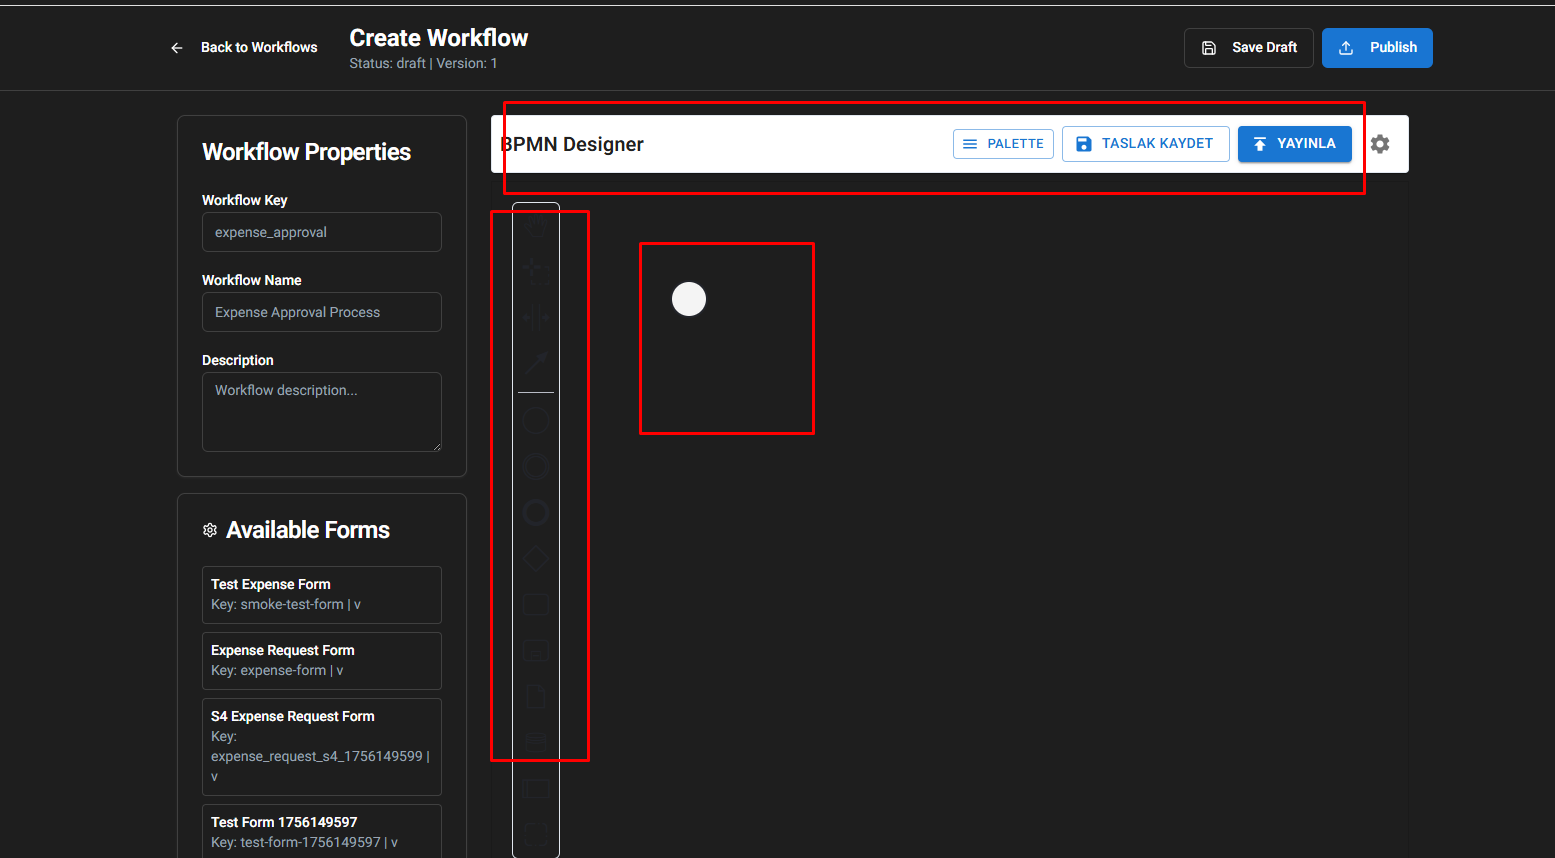 Back to Workflows
Create Workflow
Status: draft | Version: 1
Save Draft
Publish
Workflow Properties
Workflow Key
expense_approval
Workflow Name
Expense Approval Process
Description
Workflow description...
Available Forms
Test Expense Form
Key: smoke-test-form | v
Expense Request Form
Key: expense-form | v
S4 Expense Request Form
Key:
expense_request_s4_1756149599 |
v
Test Form 1756149597
Key: test-form-1756149597 | v
BPMN Designer
PALETTE
TASLAK KAYDET
YAYINLA